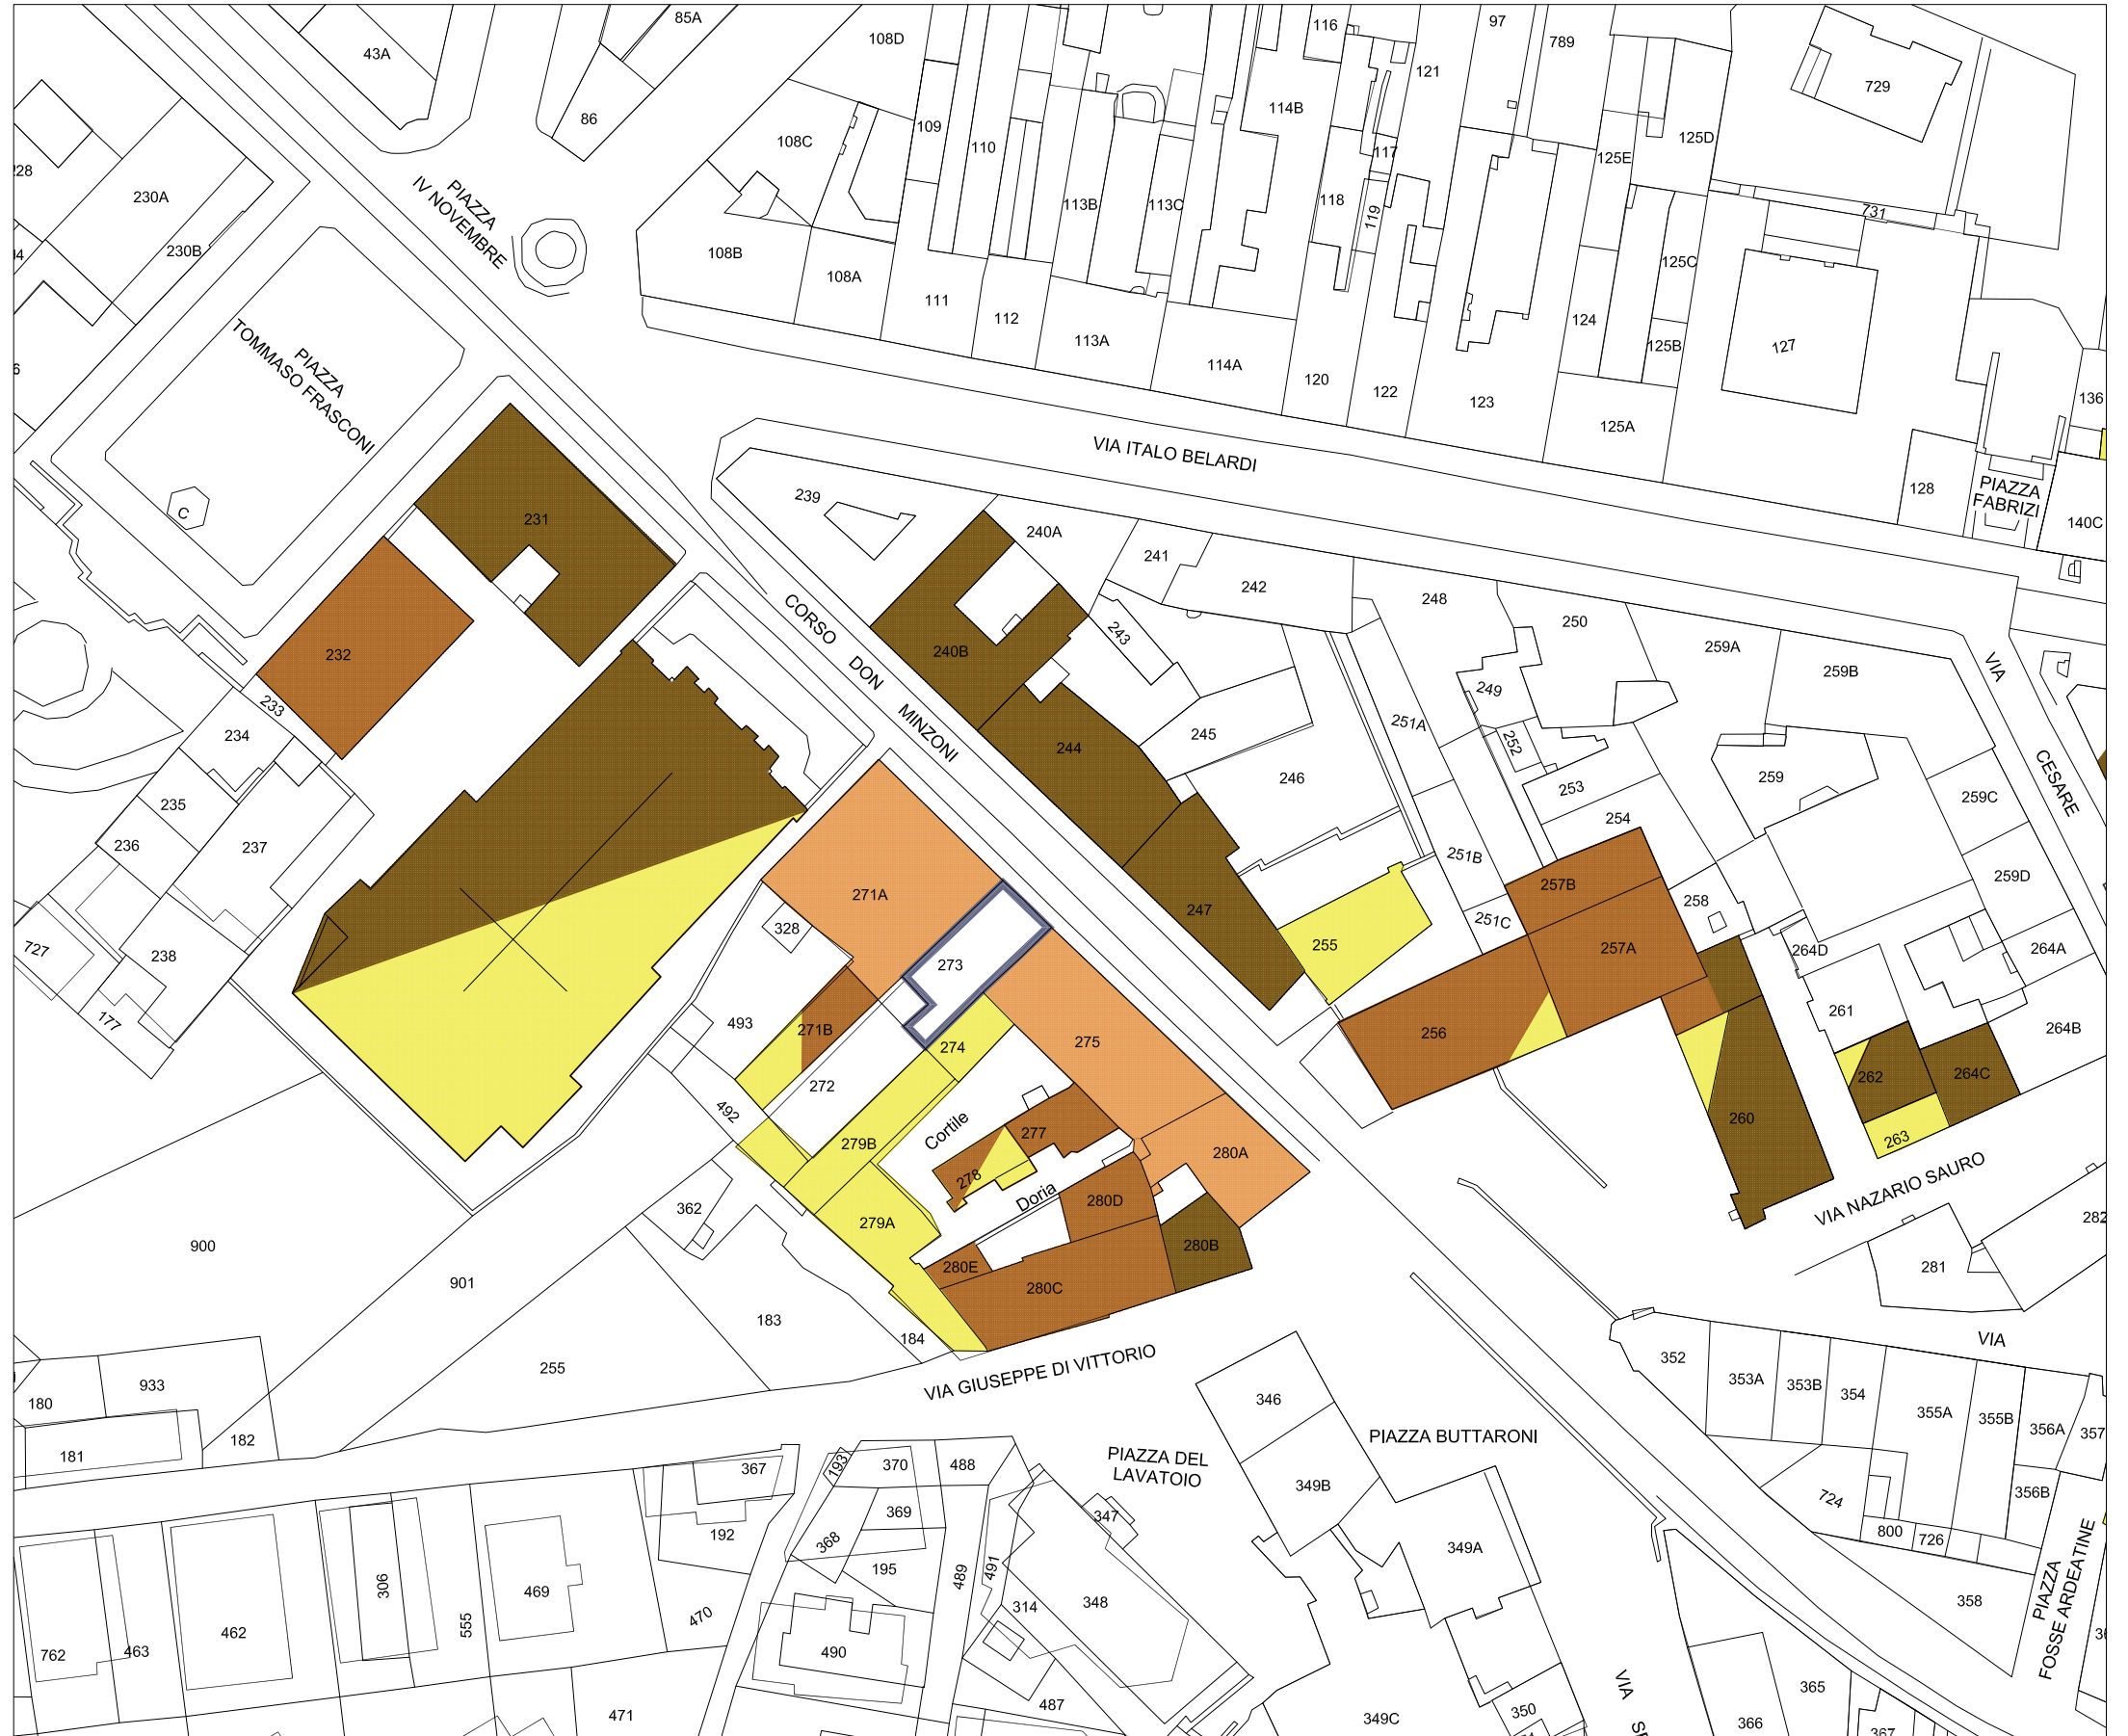 85A
43A
86
108D
116
97
789
121
729
114B
109
110
108C
125D
117
125E
28
230A
PIAZZA
IV NOVEMBRE
113B
113C
118
119
731
230B
108B
108A
125C
111
112
113A
124
125B
127
114A
120
122
123
136
PIAZZA
TOMMASO FRASCONI
125A
VIA ITALO BELARDI
128
PIAZZA
FABRIZI
140C
C
231
239
240A
241
242
248
250
243
CORSO DON MINZONI
240B
259A
259B
VIA CESARE
232
233
234
244
245
249
251A
252
246
253
259
259C
235
236
237
254
251B
271A
257B
259D
258
247
251C
255
328
238
727
273
257A
264D
264A
177
493
271B
274
275
256
261
264B
272
262
264C
492
279B
Cortile
277
260
263
278
Doria
280A
280D
VIA NAZARIO SAURO
362
279A
280B
282
900
280E
280C
281
901
183
184
VIA
255
VIA GIUSEPPE DI VITTORIO
352
353A
353B
354
355A
355B
356A
357
933
180
181
182
346
PIAZZA BUTTARONI
PIAZZA DEL
LAVATOIO
193
370
488
367
349B
356B
724
800
726
369
368
192
347
349A
195
489
491
306
469
348
358
PIAZZA
FOSSE ARDEATINE
470
314
555
462
463
762
490
365
487
471
349C
350
VIA
366
367